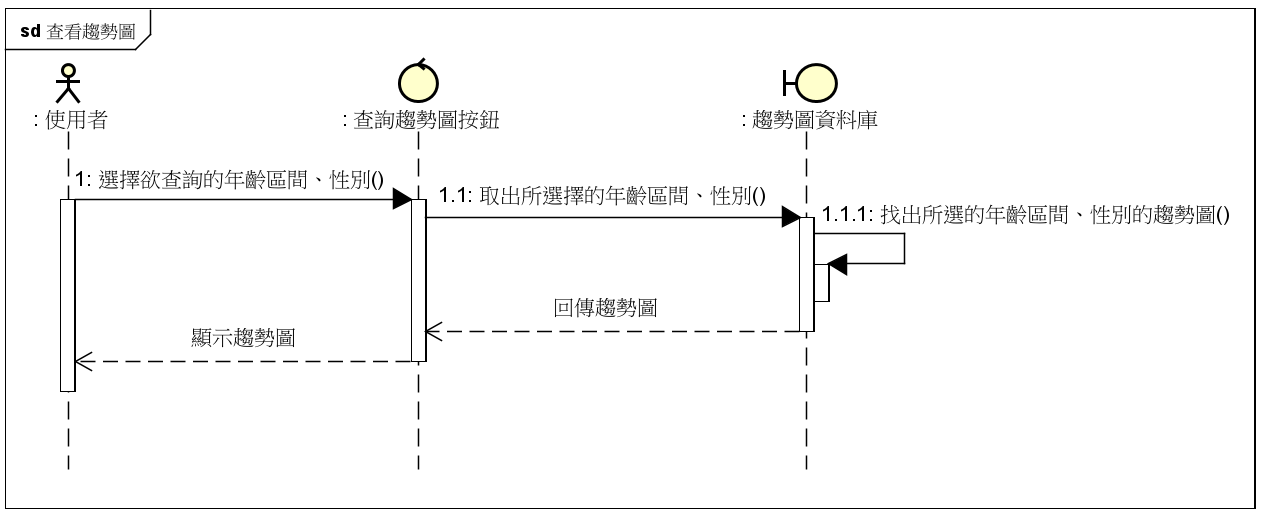 sd 查看趨勢圖
: 使用者
: 查詢趨勢圖按鈕
: 趨勢圖資料庫
1: 選擇欲查詢的年齡區間、性別()
1.1: 取出所選擇的年齡區間、性別()
1.1.1: 找出所選的年齡區間、性別的趨勢圖()
回傳趨勢圖
顯示趨勢圖